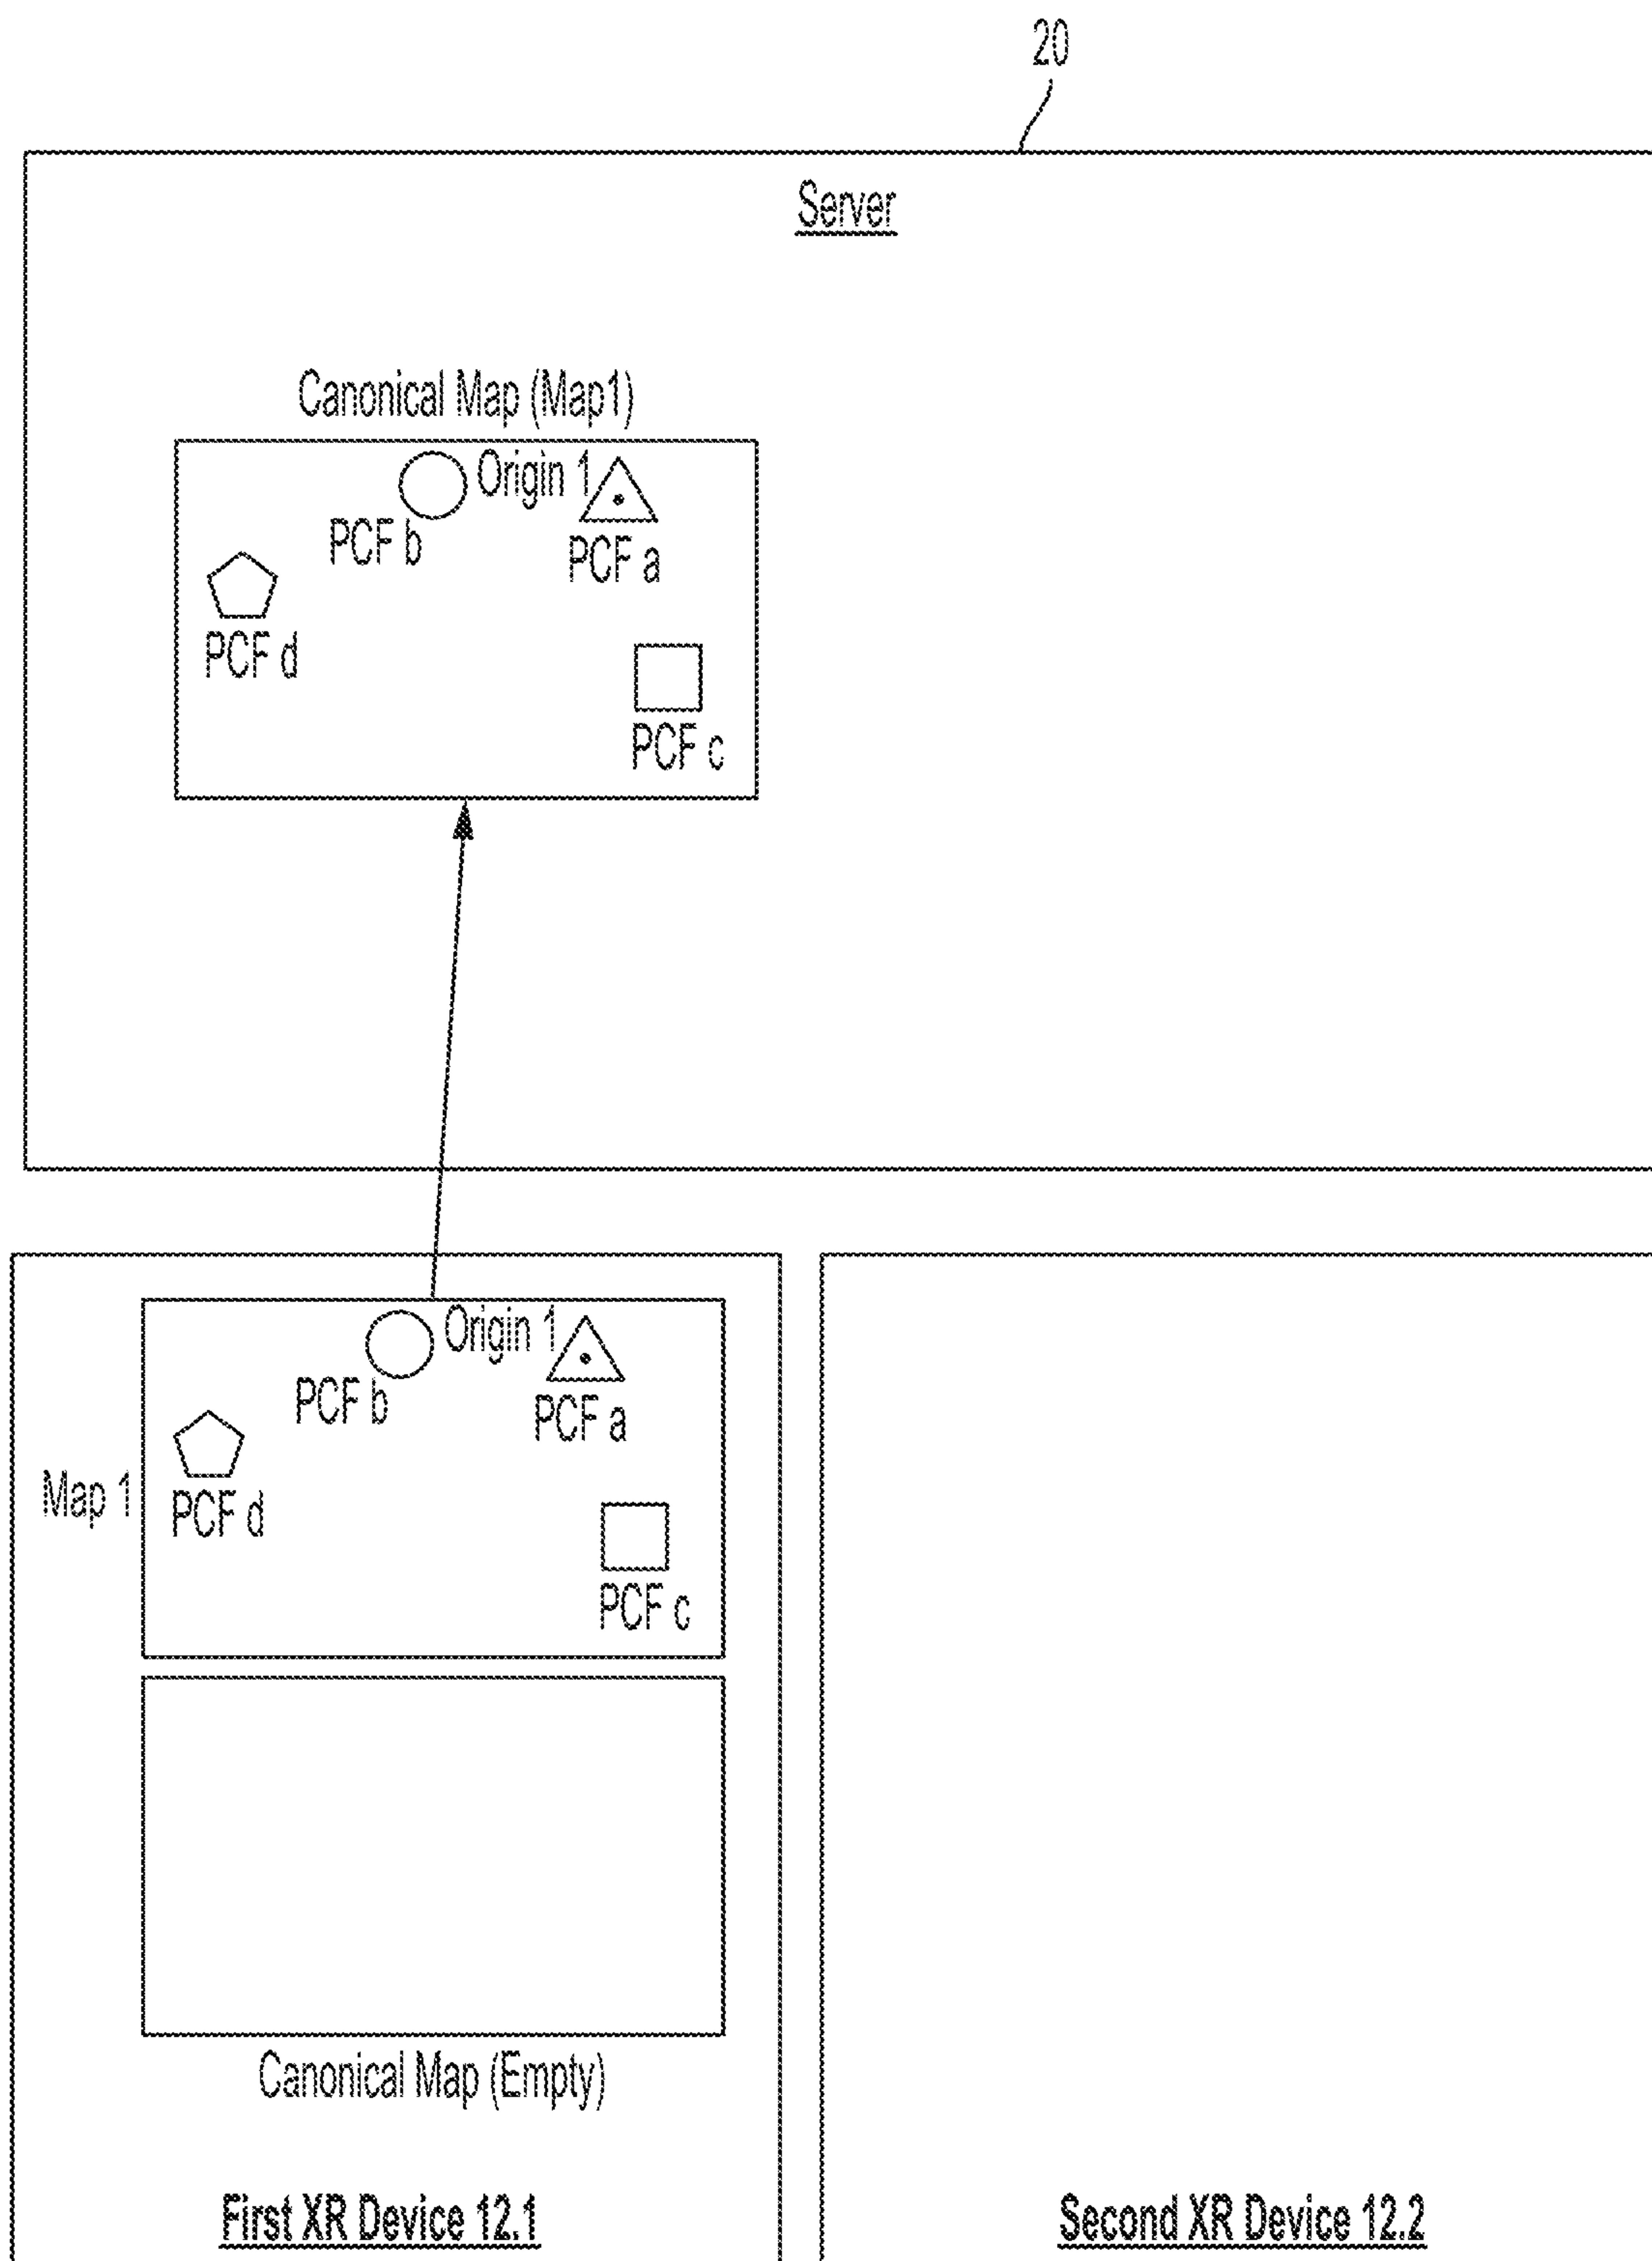 20
Server
Canonical Map (Map1)
Origin 1
PCF b
PCF a
PCF d
PCF c
Origin 1
PCF b
PCF a
Map 1
PCF d
PCF c
Canonical Map (Empty)
First XR Device 12.1
Second XR Device 12.2